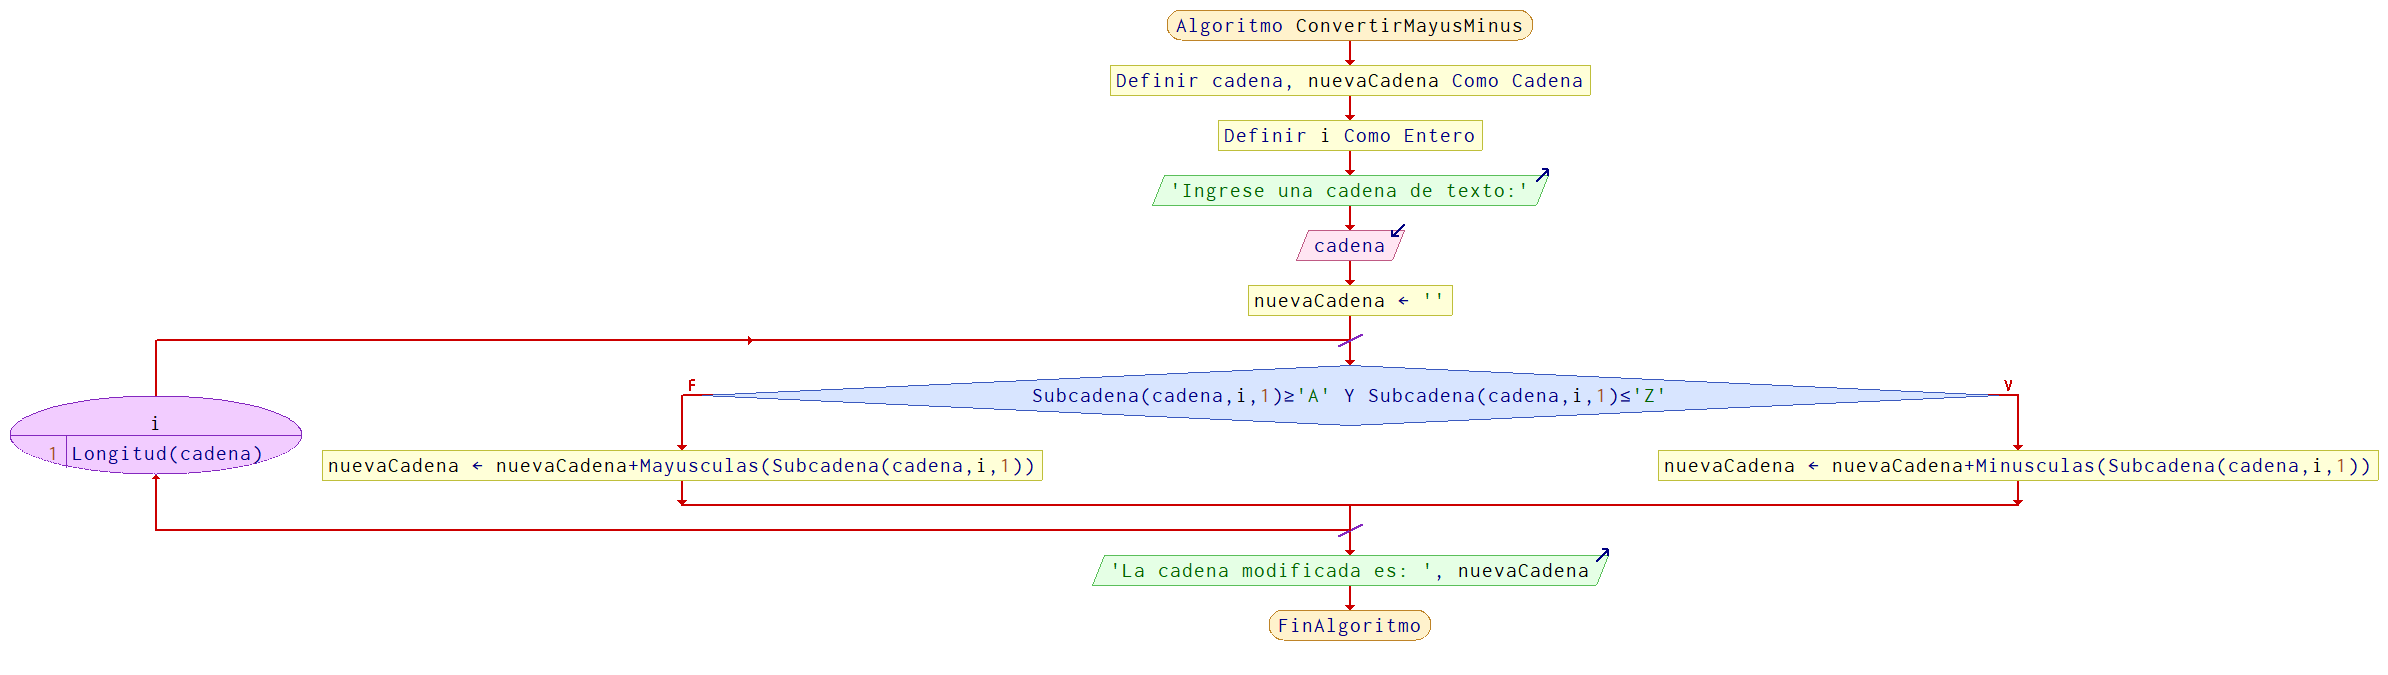 Algoritmo ConvertirMayusMinus
Definir cadena, nuevaCadena Como Cadena
Definir i Como Entero
'Ingrese una cadena de texto:'
cadena
nuevaCadena ← ''
F
V
Subcadena(cadena,i,1)≥'A' Y Subcadena(cadena,i,1)≤'Z'
i
1 Longitud(cadena)
nuevaCadena ← nuevaCadena+Mayusculas(Subcadena(cadena,i,1))
nuevaCadena ← nuevaCadena+Minusculas(Subcadena(cadena,i,1))
'La cadena modificada es: ', nuevaCadena
FinAlgoritmo